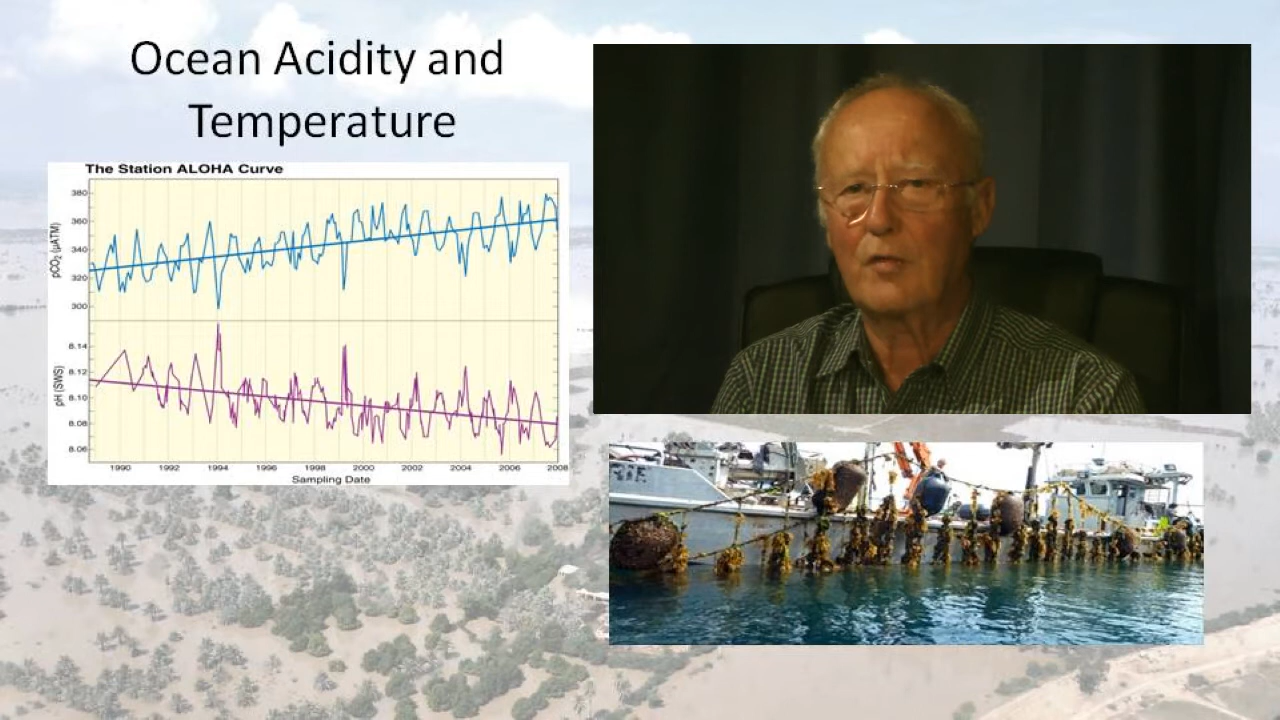 Ocean Acidity and
Temperature
The Station ALOHA Curve
pCO₂ (µATM)
380
360
340
320
300
pH (SWS)
8.14
8.12
8.10
8.08
8.06
1990 1992 1994 1996 1998 2000 2002 2004 2006 2008
Sampling Date